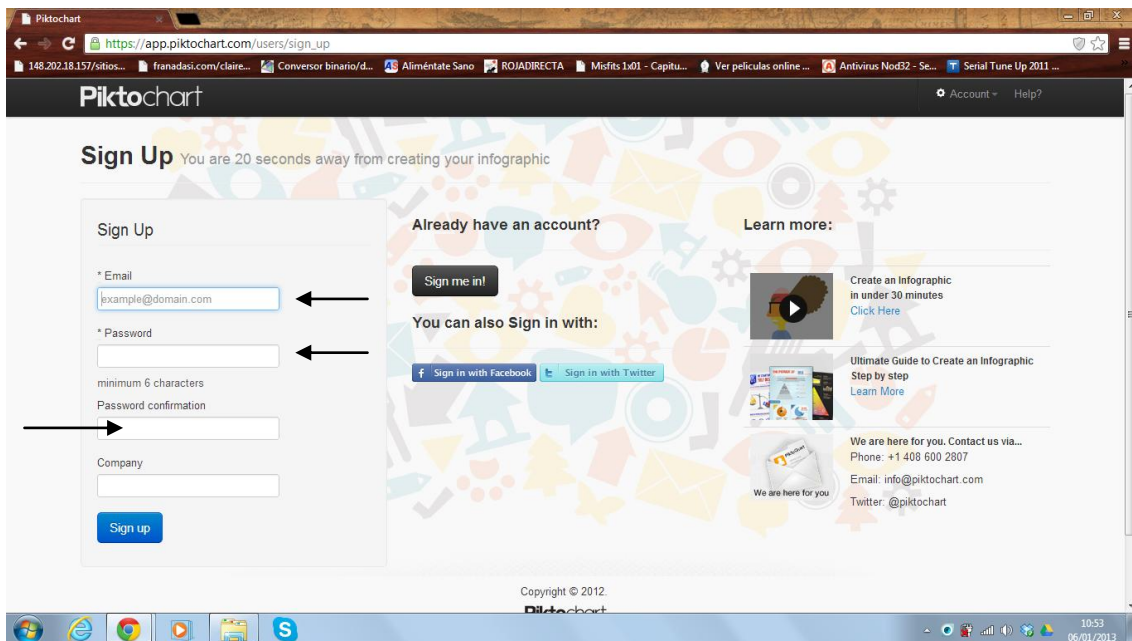 Piktochart
https://app.piktochart.com/users/sign_up
148.202.18.157/sitios... franadasi.com/claire... Conversor binario/d... Aliméntate Sano ROJADIRECTA Misfits 1x01 - Capitu... Ver peliculas online ... Antivirus Nod32 - Se... Serial Tune Up 2011 ...
Piktochart Account Help?
Sign Up You are 20 seconds away from creating your infographic
Sign Up
* Email
example@domain.com
* Password
minimum 6 characters
Password confirmation
Company
Sign up
Already have an account?
Sign me in!
You can also Sign in with:
Sign in with Facebook Sign in with Twitter
Learn more:
Create an Infographic
in under 30 minutes
Click Here
Ultimate Guide to Create an Infographic
Step by step
Learn More
We are here for you
We are here for you. Contact us via...
Phone: +1 408 600 2807
Email: info@piktochart.com
Twitter: @piktochart
Copyright © 2012.
Piktochart
10:53
06/01/2013